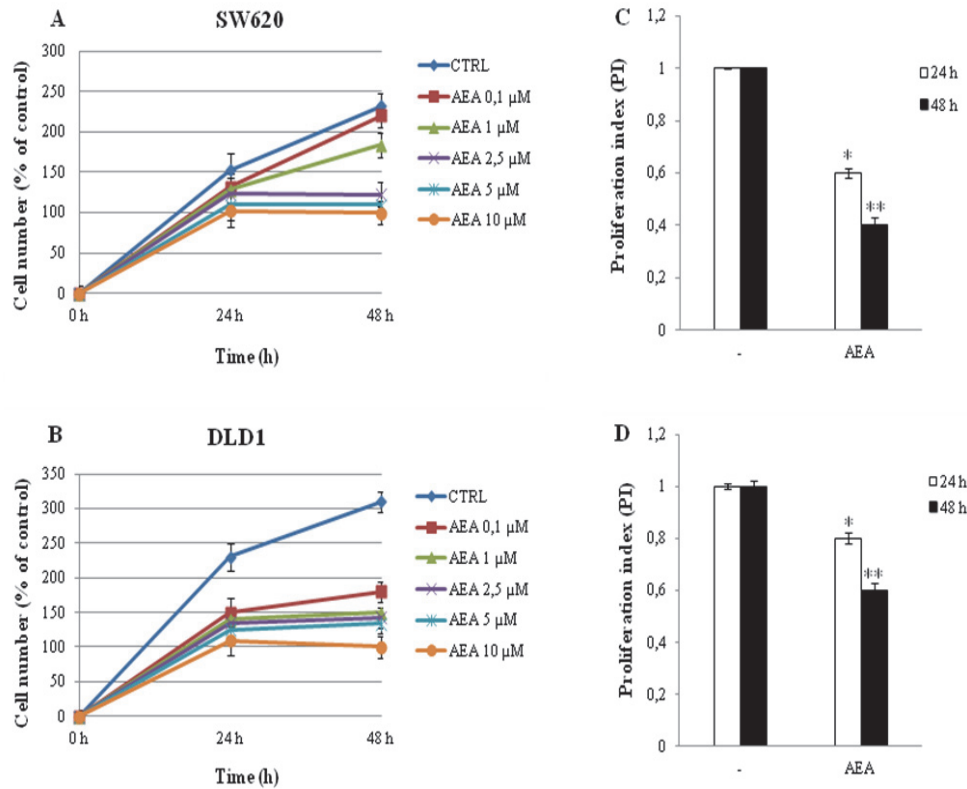 A
SW620
Cell number (% of control)
300
250
200
150
100
50
0
0 h
24 h
48 h
Time (h)
CTRL
AEA 0,1 µM
AEA 1 µM
AEA 2,5 µM
AEA 5 µM
AEA 10 µM
C
Proliferation index (PI)
1,2
1
0,8
0,6
0,4
0,2
0
*
**
-
AEA
24 h
48 h
B
DLD1
Cell number (% of control)
350
300
250
200
150
100
50
0
0 h
24 h
48 h
Time (h)
CTRL
AEA 0,1 µM
AEA 1 µM
AEA 2,5 µM
AEA 5 µM
AEA 10 µM
D
Proliferation index (PI)
1,2
1
0,8
0,6
0,4
0,2
0
*
**
-
AEA
24 h
48 h